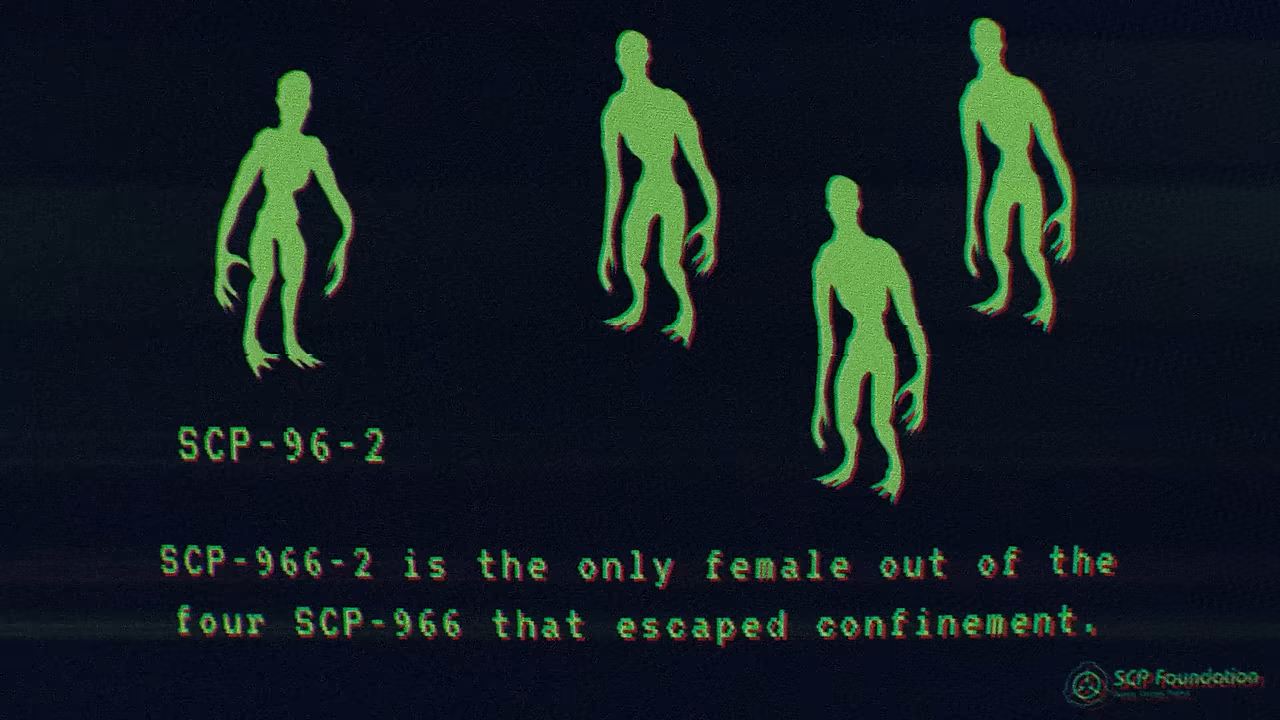 SCP-96-2
SCP-966-2 is the only female out of the
four SCP-966 that escaped confinement.
SCP Foundation